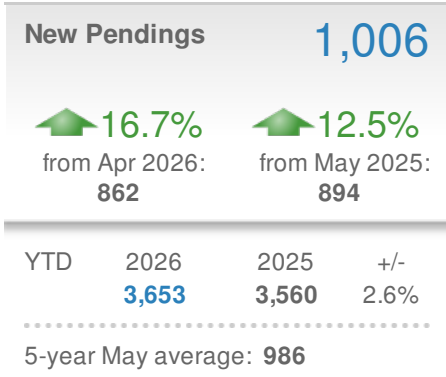 New Pendings 1,006
16.7% 12.5%
from Apr 2026: from May 2025:
862 894
YTD 2026 2025 +/-
3,653 3,560 2.6%
5-year May average: 986